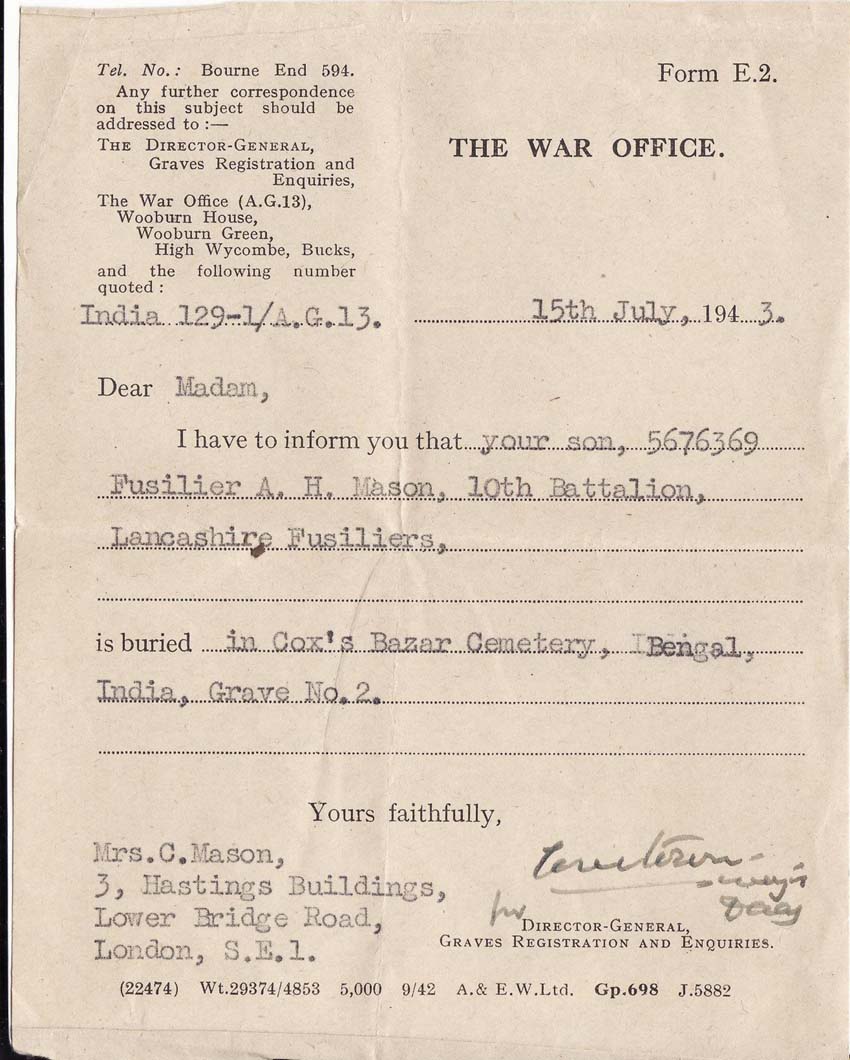 Tel. No.: Bourne End 594.
Any further correspondence
on this subject should be
addressed to :—
THE DIRECTOR-GENERAL,
Graves Registration and
Enquiries,
The War Office (A.G.13),
Wooburn House,
Wooburn Green,
High Wycombe, Bucks,
and the following number
quoted :
India 129-1/A.G.13.
Form E.2.
THE WAR OFFICE.
15th July, 194 3.
Dear Madam,
I have to inform you that your son, 5676369
Fusilier A. H. Mason, 10th Battalion,
Lancashire Fusiliers,
is buried in Cox's Bazar Cemetery, Bengal,
India, Grave No.2.
Yours faithfully,
Mrs.C.Mason,
3, Hastings Buildings,
Lower Bridge Road,
London, S.E.1.
for
DIRECTOR-GENERAL,
GRAVES REGISTRATION AND ENQUIRIES.
(22474) Wt.29374/4853 5,000 9/42 A.& E.W.Ltd. Gp.698 J.5882